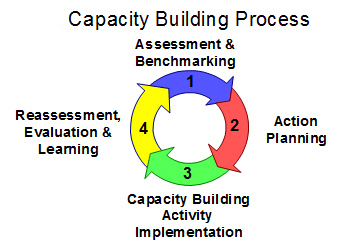 Capacity Building Process
Assessment &
Benchmarking
1
2
Action
Planning
3
Capacity Building
Activity
Implementation
4
Reassessment,
Evaluation &
Learning